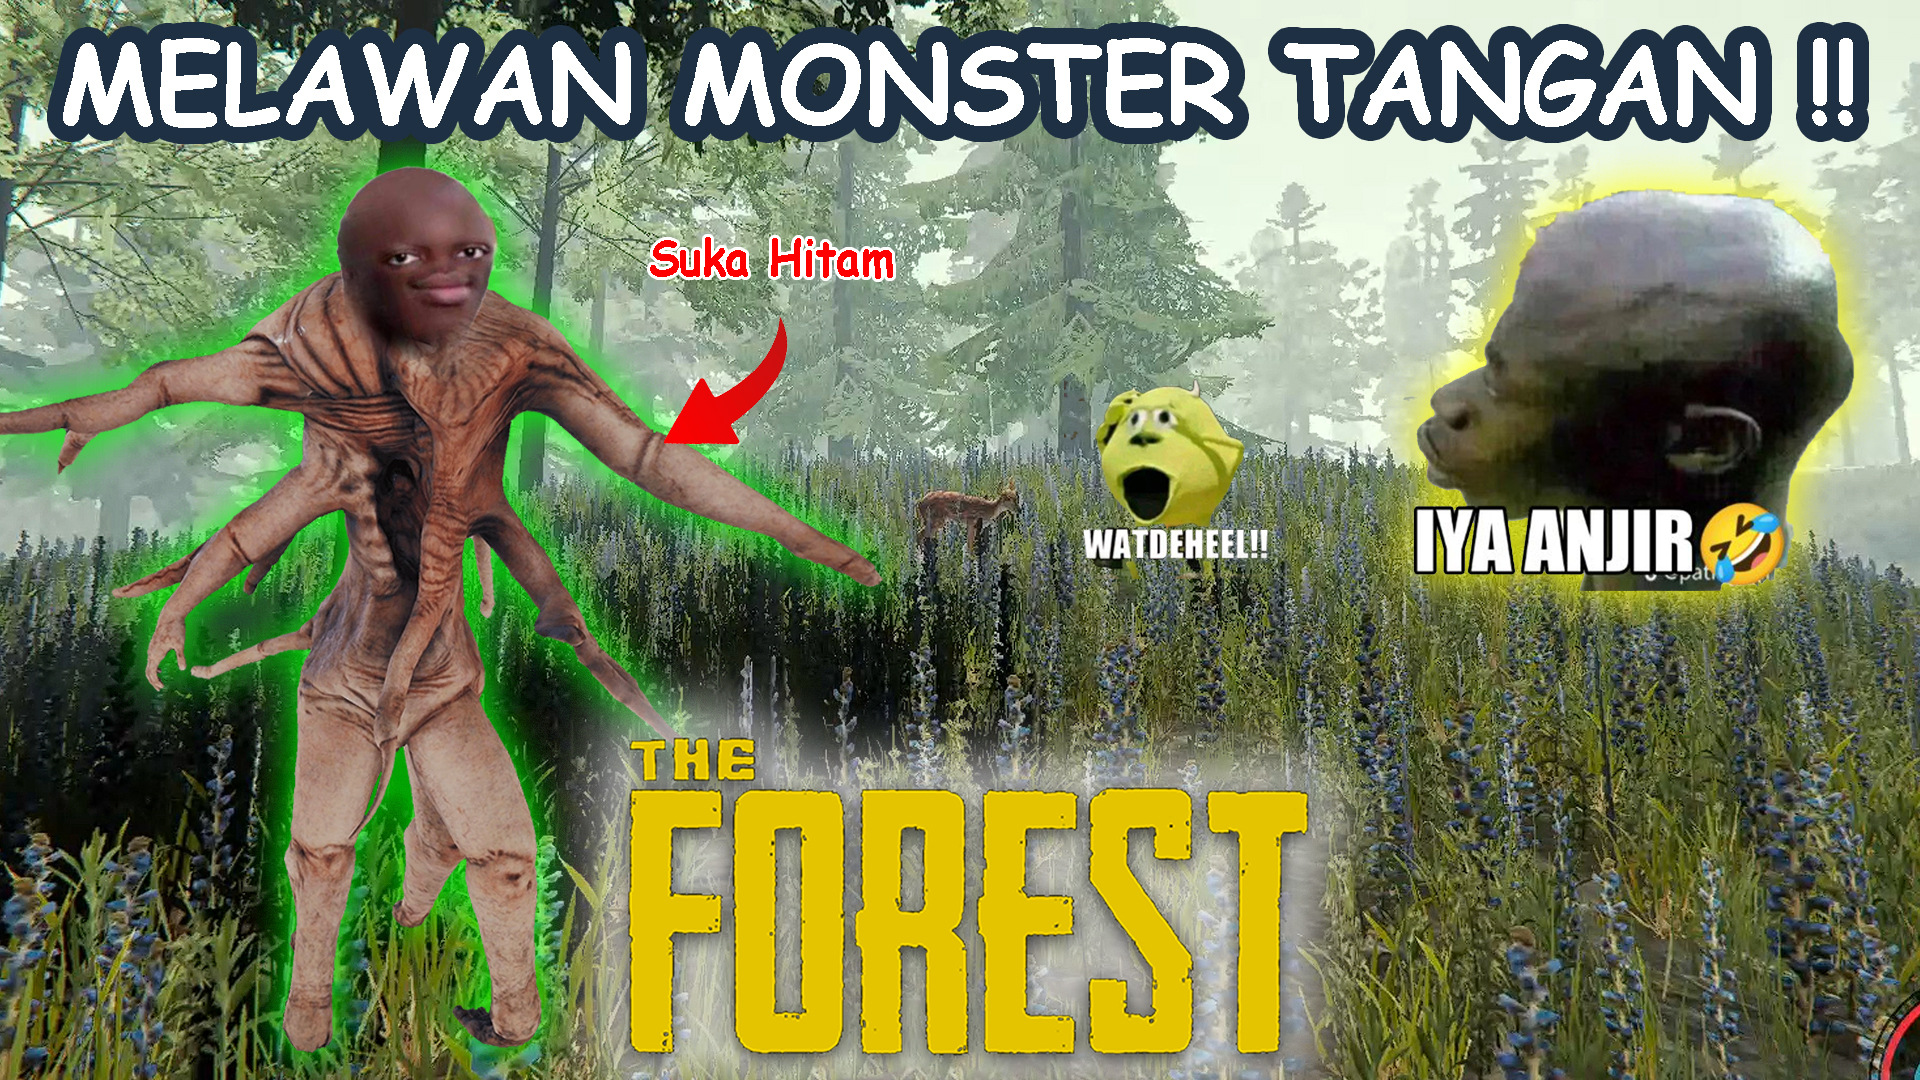 MELAWAN MONSTER TANGAN !!
Suka Hitam
WATDEHEEL!!
IYA ANJIR🤣
THE
FOREST